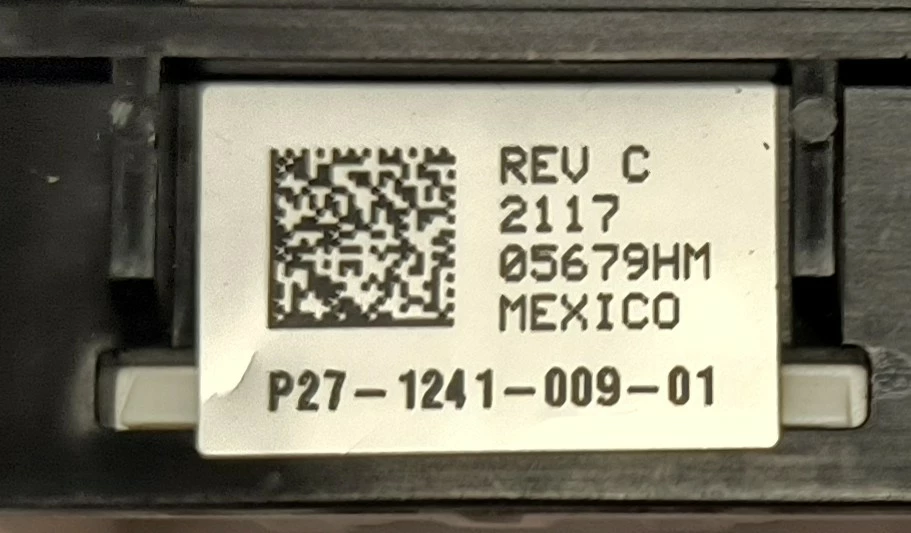 REV C
2117
05679HM
MEXICO
P27-1241-009-01